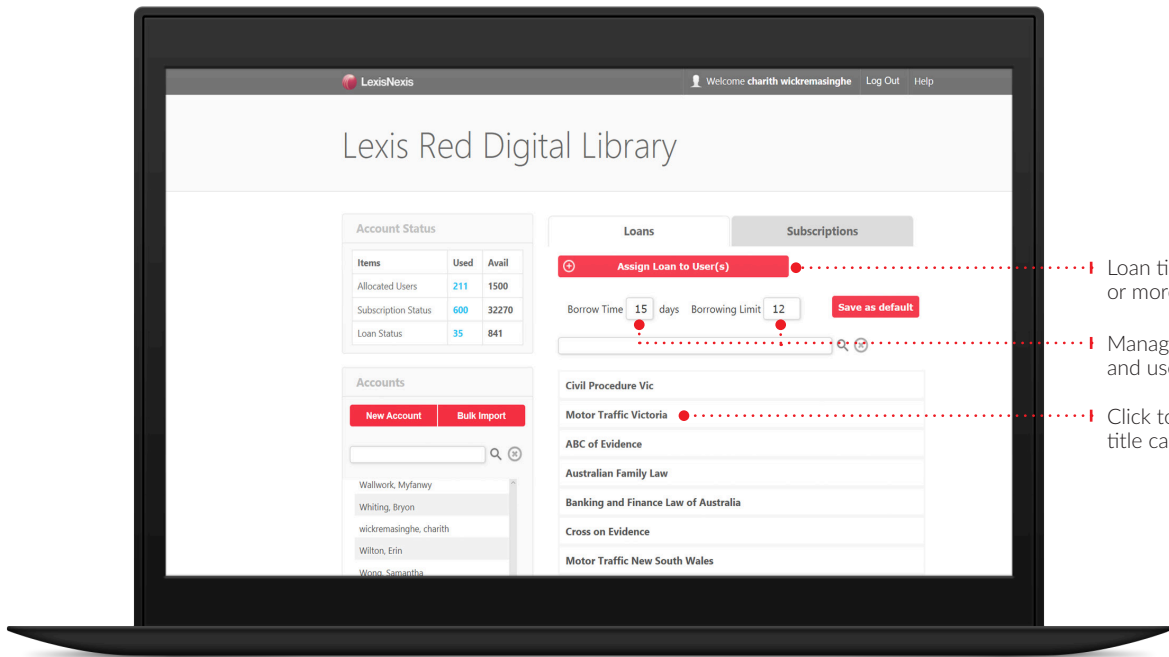 LexisNexis
Welcome charith wickremasinghe Log Out Help
Lexis Red Digital Library
Account Status
Items Used Avail
Allocated Users 211 1500
Subscription Status 600 32270
Loan Status 35 841
Accounts
New Account Bulk Import
Wallwork, Myfanwy
Whiting, Bryon
wickremasinghe, charith
Wilton, Erin
Wong, Samantha
Loans Subscriptions
Assign Loan to User(s)
Borrow Time 15 days Borrowing Limit 12 Save as default
Civil Procedure Vic
Motor Traffic Victoria
ABC of Evidence
Australian Family Law
Banking and Finance Law of Australia
Cross on Evidence
Motor Traffic New South Wales
Loan
or
and
Click
title